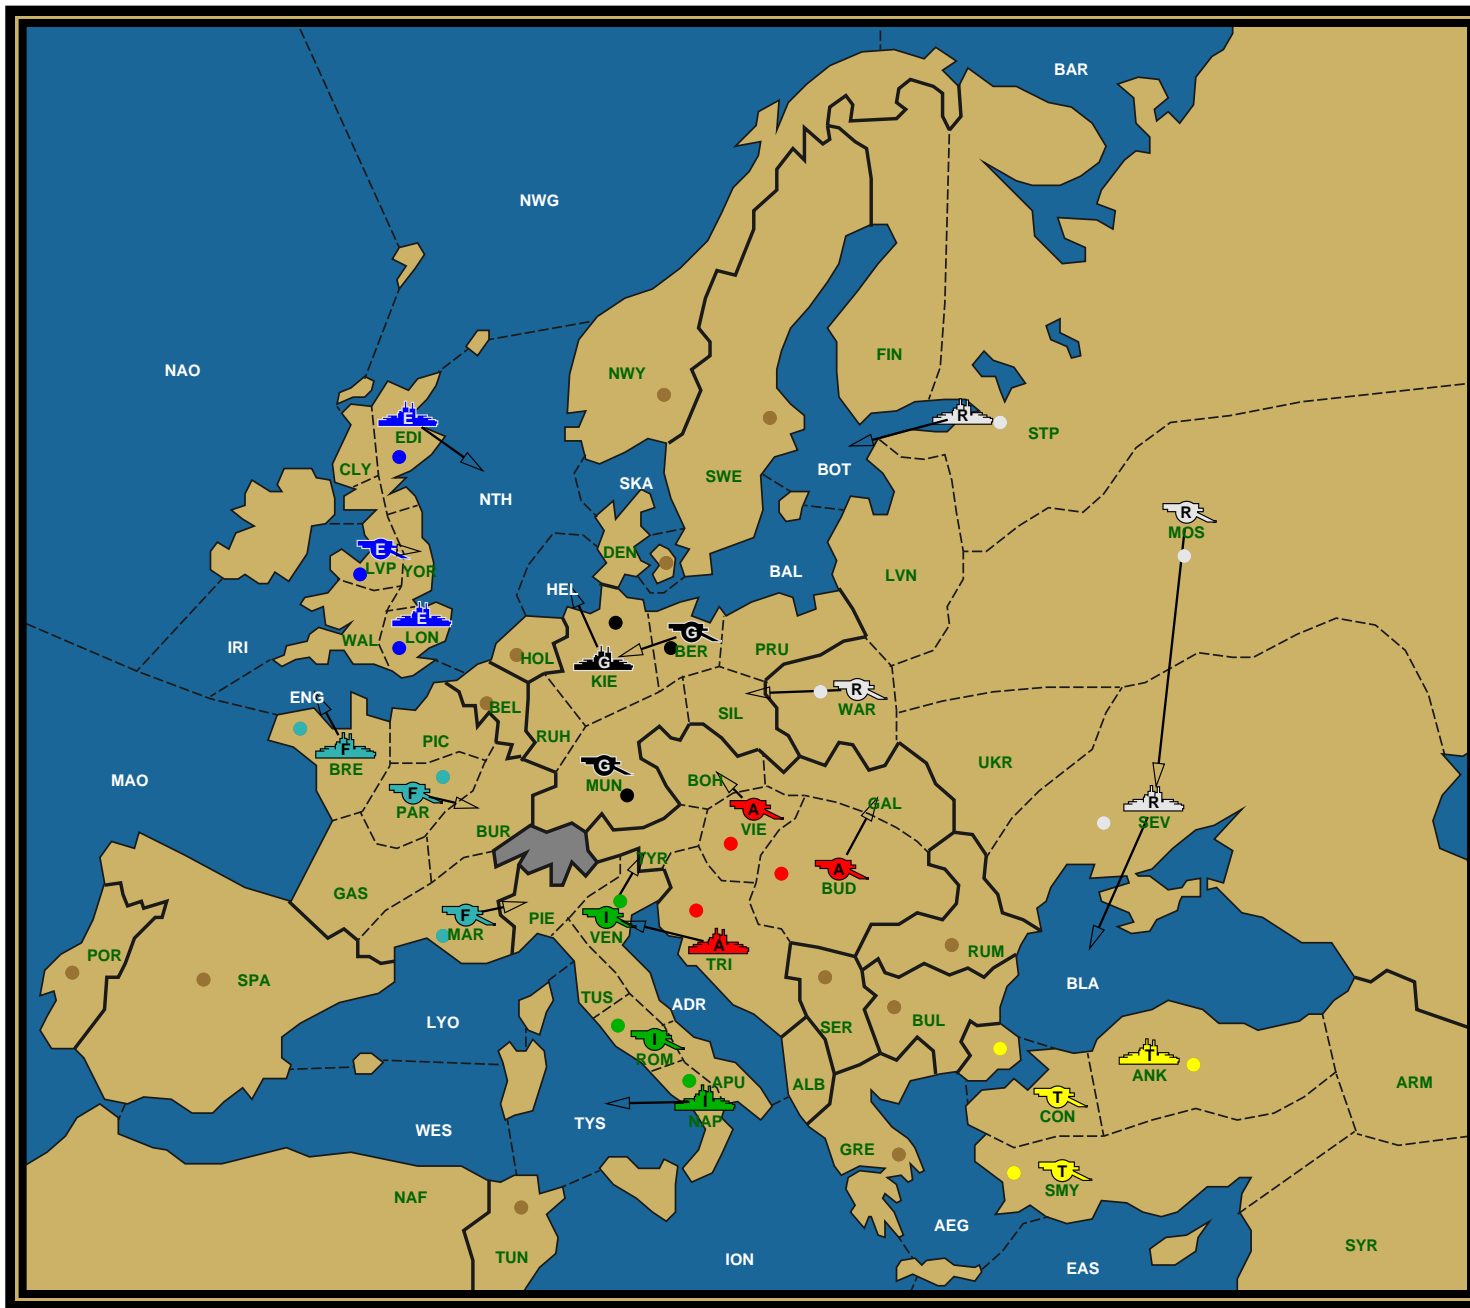 BAR
NWG
NAO
FIN
NWY
R
STP
E
EDI
CLY
SWE
BOT
SKA
NTH
R
MOS
DEN
E
LVP
YOR
BAL
LVN
HEL
E
LON
WAL
IRI
G
BER
PRU
HOL
G
KIE
ENG
R
WAR
BEL
SIL
RUH
PIC
F
BRE
UKR
G
MUN
BOH
MAO
F
PAR
A
VIE
GAL
R
SEV
BUR
TYR
A
BUD
GAS
F
MAR
PIE
I
VEN
A
TRI
POR
SPA
RUM
BLA
TUS
ADR
LYO
SER
BUL
I
ROM
T
ANK
APU
ALB
ARM
I
NAP
T
CON
TYS
WES
GRE
T
SMY
NAF
AEG
TUN
ION
EAS
SYR